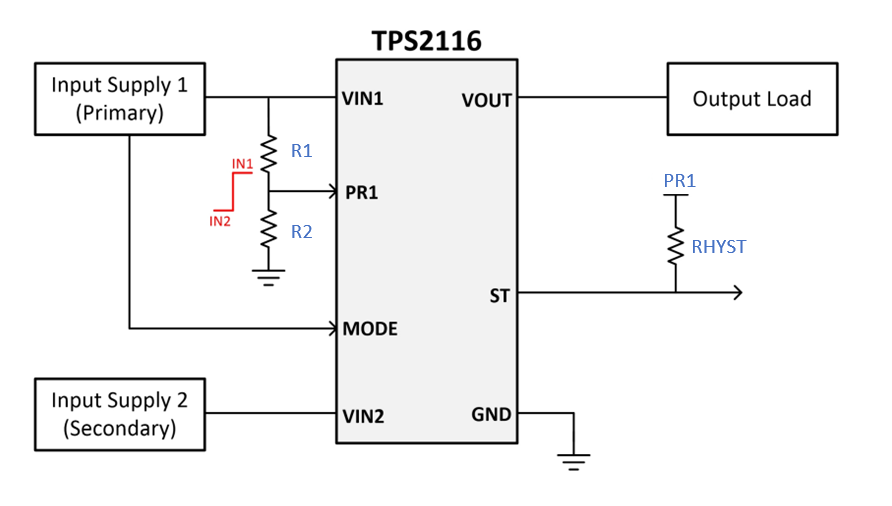 TPS2116
Input Supply 1
(Primary)
VIN1
VOUT
Output Load
R1
IN1
PR1
PR1
IN2
R2
RHYST
ST
MODE
Input Supply 2
(Secondary)
VIN2
GND